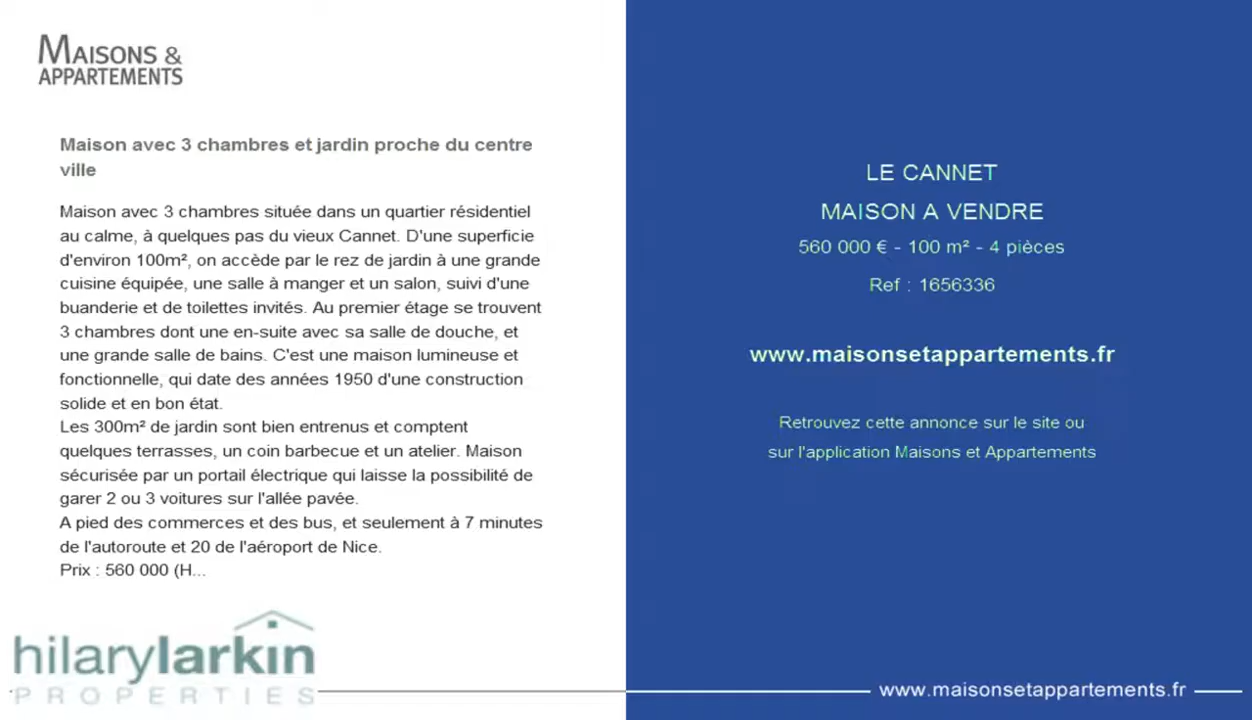 MAISONS &
APPARTEMENTS
Maison avec 3 chambres et jardin proche du centre
ville
Maison avec 3 chambres située dans un quartier résidentiel
au calme, à quelques pas du vieux Cannet. D'une superficie
d'environ 100m², on accède par le rez de jardin à une grande
cuisine équipée, une salle à manger et un salon, suivi d'une
buanderie et de toilettes invités. Au premier étage se trouvent
3 chambres dont une en-suite avec sa salle de douche, et
une grande salle de bains. C'est une maison lumineuse et
fonctionnelle, qui date des années 1950 d'une construction
solide et en bon état.
Les 300m² de jardin sont bien entrenus et comptent
quelques terrasses, un coin barbecue et un atelier. Maison
sécurisée par un portail électrique qui laisse la possibilité de
garer 2 ou 3 voitures sur l'allée pavée.
A pied des commerces et des bus, et seulement à 7 minutes
de l'autoroute et 20 de l'aéroport de Nice.
Prix : 560 000 (H...
hilarylarkin
PROPERTIES
LE CANNET
MAISON A VENDRE
560 000 € - 100 m² - 4 pièces
Ref : 1656336
www.maisonsetappartements.fr
Retrouvez cette annonce sur le site ou
sur l'application Maisons et Appartements
www.maisonsetappartements.fr